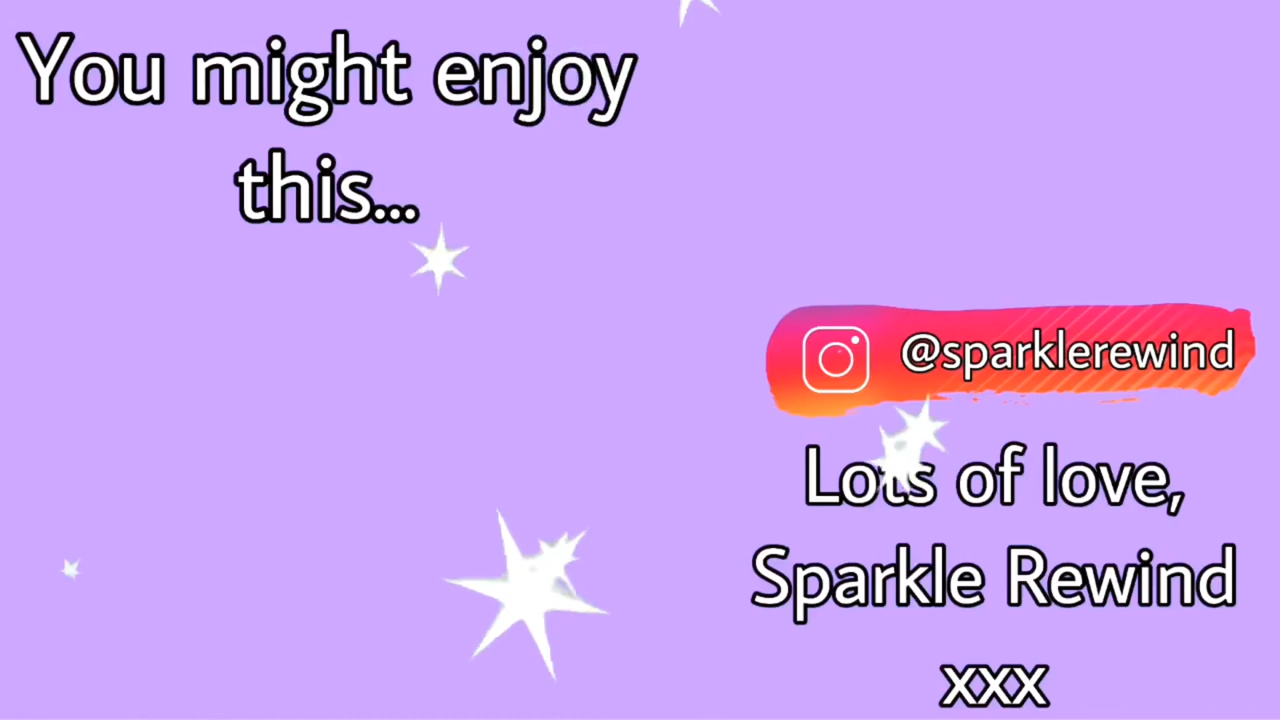 You might enjoy
this...
@sparklerewind
Lots of love,
Sparkle Rewind
xxx